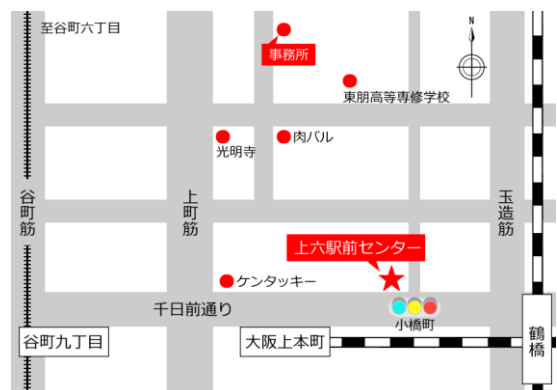 至谷町六丁目
事務所
N
東朋高等専修学校
光明寺
肉バル
谷町筋
上町筋
玉造筋
上六駅前センター
ケンタッキー
千日前通り
小橋町
谷町九丁目
大阪上本町
鶴橋